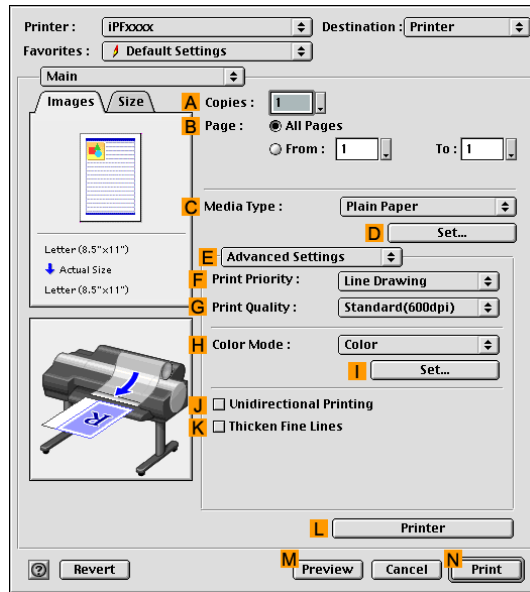 Printer : iPFxxxx Destination : Printer
Favorites : Default Settings
Main
Images Size
A Copies : 1
B Page : All Pages
From : 1 To : 1
C Media Type : Plain Paper
D Set...
Letter (8.5"x11")
Actual Size
Letter (8.5"x11")
E Advanced Settings
F Print Priority : Line Drawing
G Print Quality : Standard(600dpi)
H Color Mode : Color
I Set...
R
J Unidirectional Printing
K Thicken Fine Lines
L Printer
? Revert M Preview Cancel N Print